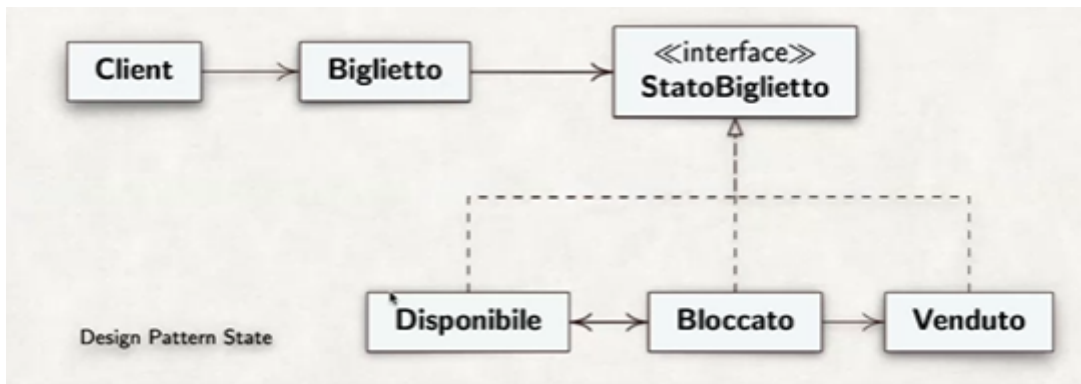 Client
Biglietto
≪interface≫
StatoBiglietto
Disponibile
Bloccato
Venduto
Design Pattern State